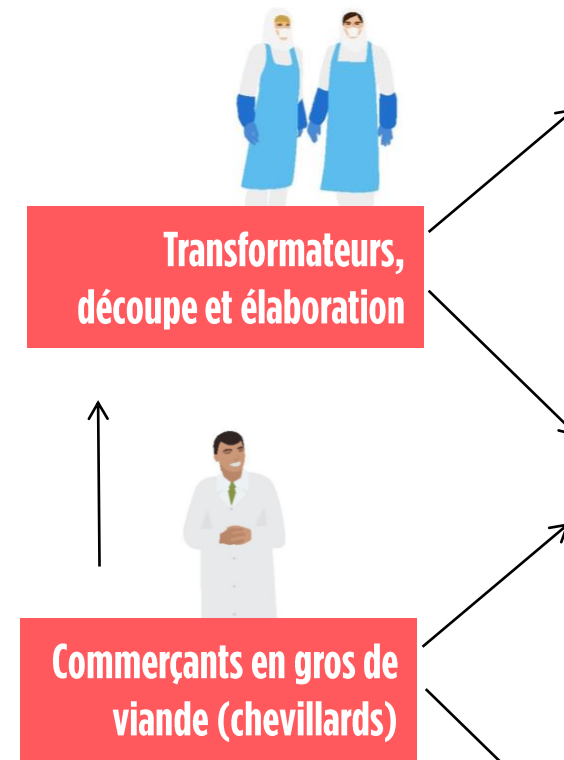 Transformateurs,
découpe et élaboration
Commerçants en gros de
viande (chevillards)